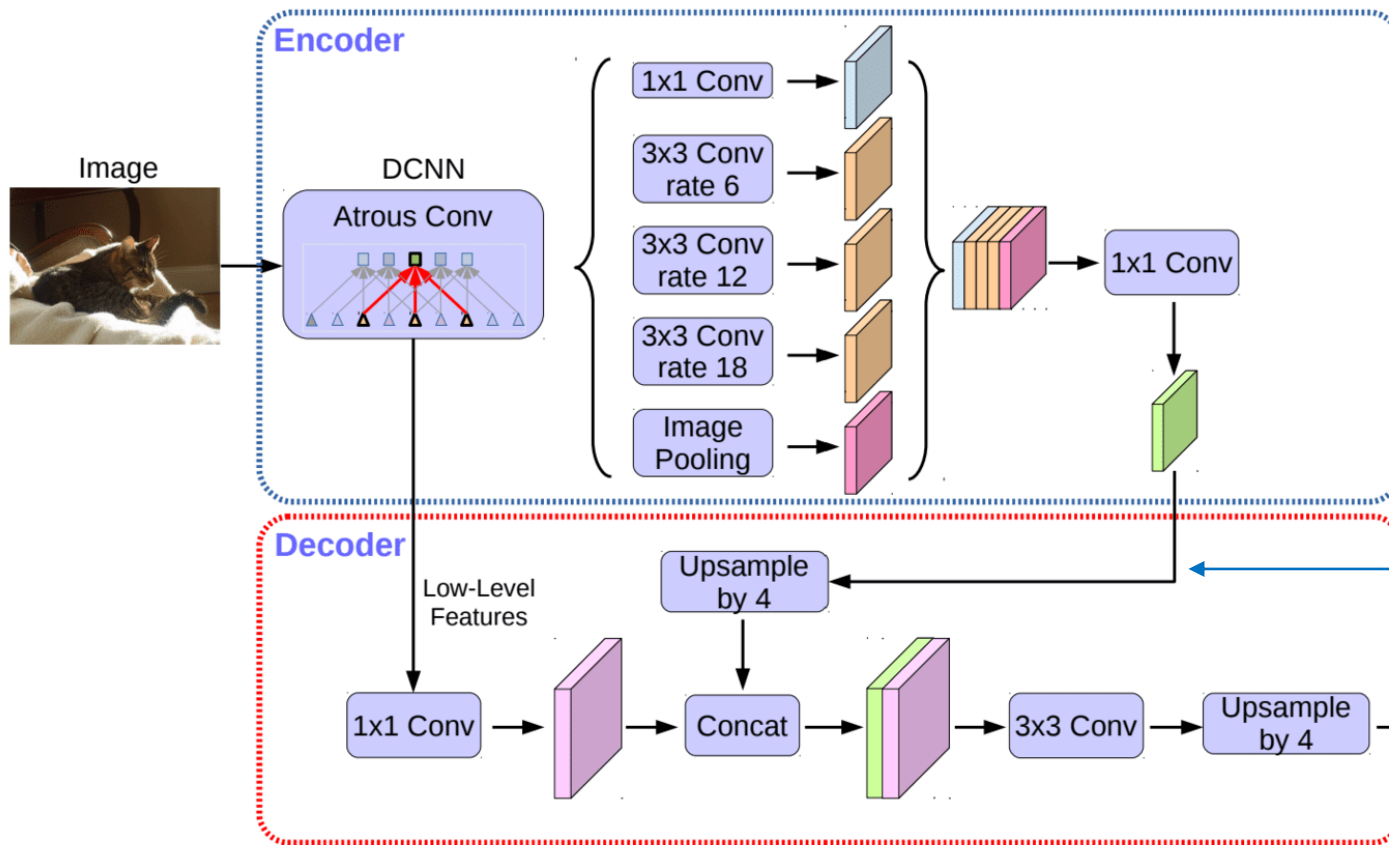 Encoder
Image
DCNN
Atrous Conv
1x1 Conv
3x3 Conv
rate 6
3x3 Conv
rate 12
3x3 Conv
rate 18
Image
Pooling
1x1 Conv
Decoder
Low-Level
Features
Upsample
by 4
1x1 Conv
Concat
3x3 Conv
Upsample
by 4